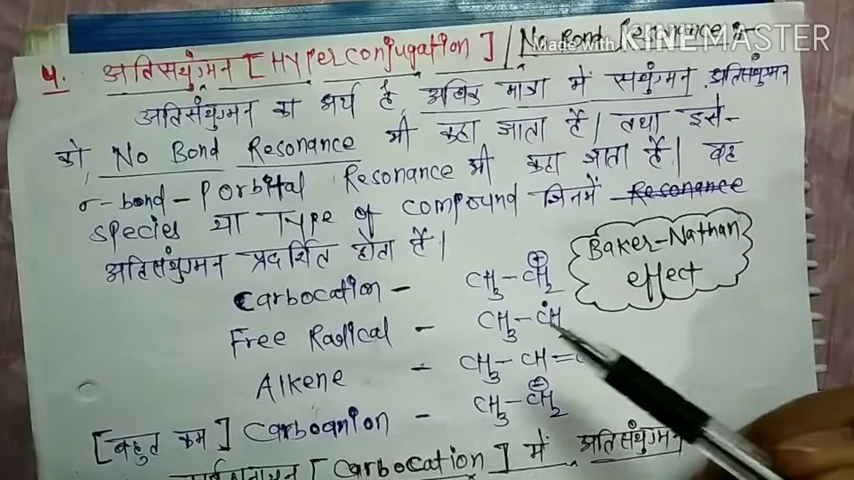 4. अतिसंयुग्मन [Hyperconjugation] / No Bond Resonance :-
Made with KINEMASTER
अतिसंयुग्मन का अर्थ है, अधिक मात्रा में संयुग्मन. अतिसंयुग्मन
को, No Bond Resonance भी कहा जाता है। तथा इसे-
σ-bond-Porbital Resonance भी कहा जाता है। वह
species या Type of compound जिनमें Resonance
अतिसंयुग्मन प्रदर्शित होता है।
Baker-Nathan
effect
Carbocation - CH₃-CH₂ ⊕
Free Radical - CH₃-ĊH
Alkene - CH₃-CH=
[बहुत कम] Carboanion - CH₃-CH₂
[Carbocation] में अतिसंयुग्मन